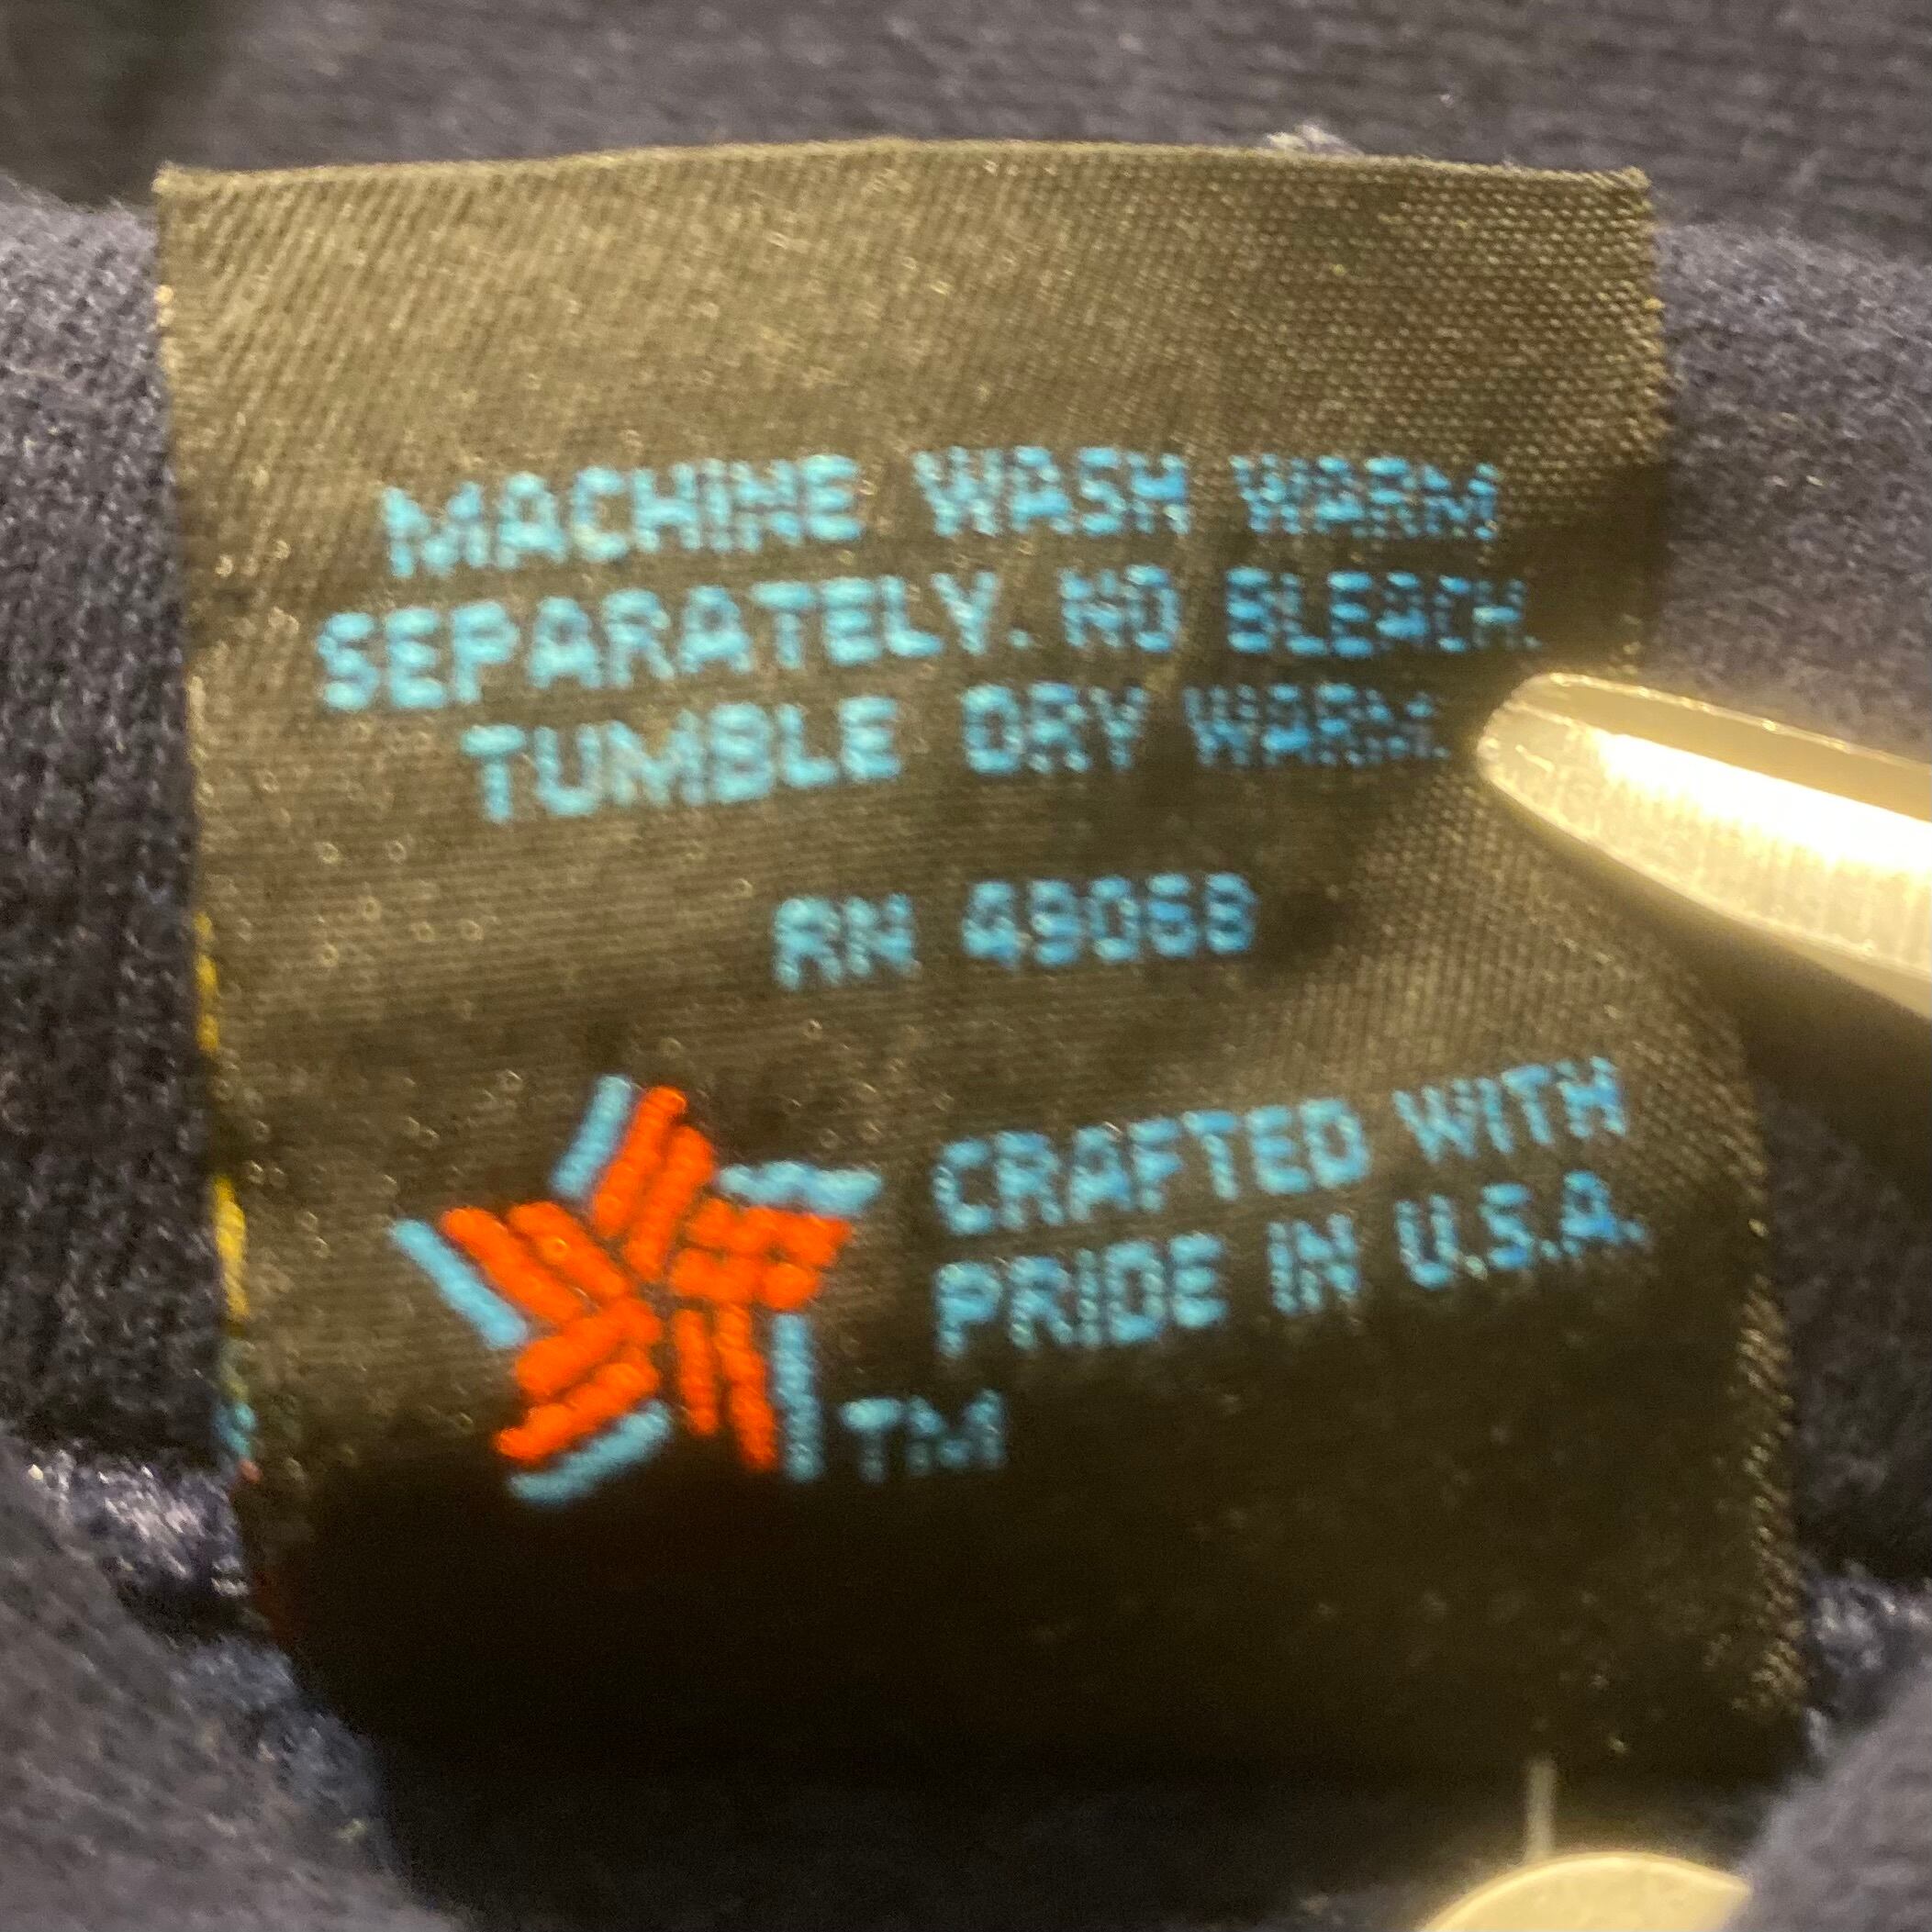 MACHINE WASH WARM
SEPARATELY. NO BLEACH.
TUMBLE DRY WARM.
RN 49068
CRAFTED WITH
PRIDE IN U.S.A.
TM